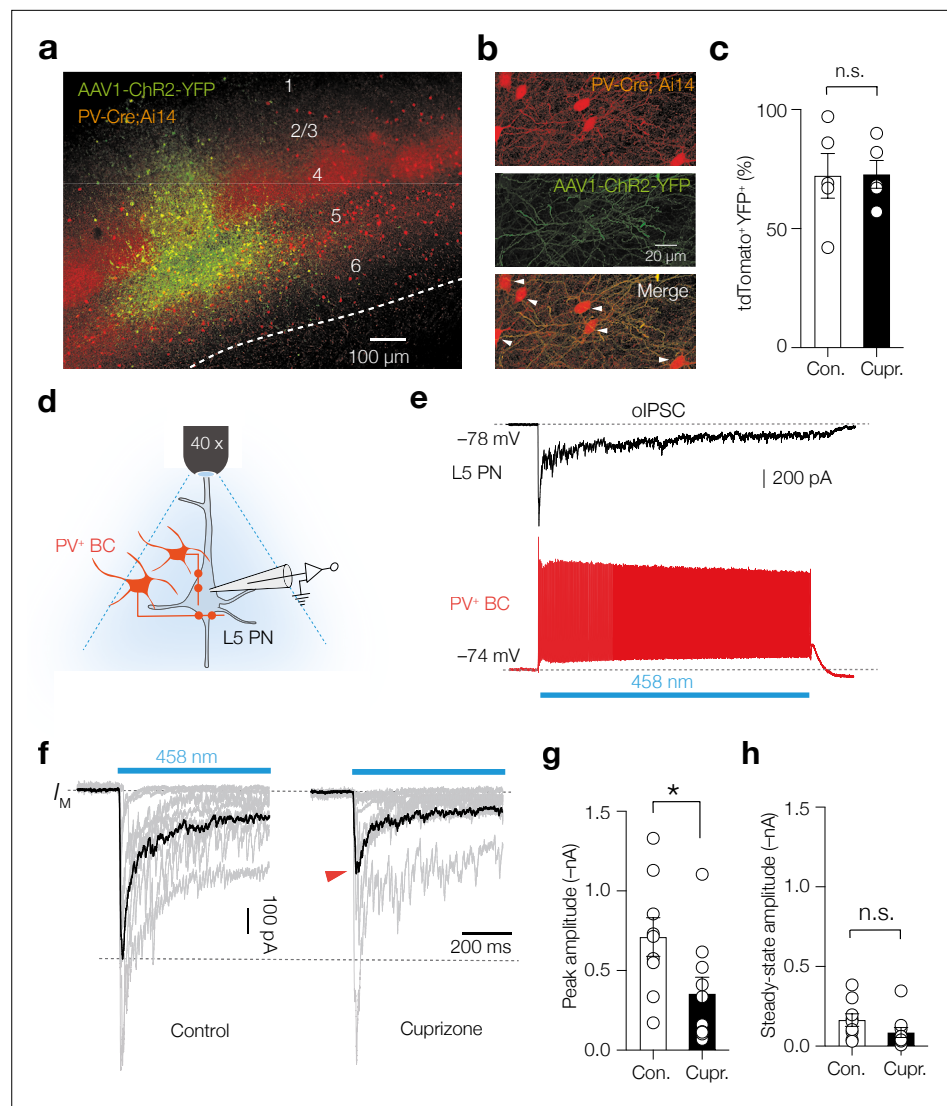 a
AAV1-ChR2-YFP
PV-Cre;Ai14
1
2/3
4
5
6
100 µm
b
PV-Cre; Ai14
AAV1-ChR2-YFP
20 µm
Merge
c
n.s.
tdTomato⁺ YFP⁺ (%)
100
50
0
Con.
Cupr.
d
40 x
PV⁺ BC
L5 PN
e
oIPSC
–78 mV
L5 PN
200 pA
PV⁺ BC
–74 mV
458 nm
f
458 nm
I_M
100 pA
200 ms
Control
Cuprizone
g
*
Peak amplitude (–nA)
1.5
1.0
0.5
0.0
Con.
Cupr.
h
n.s.
Steady-state amplitude (–nA)
1.5
1.0
0.5
0.0
Con.
Cupr.